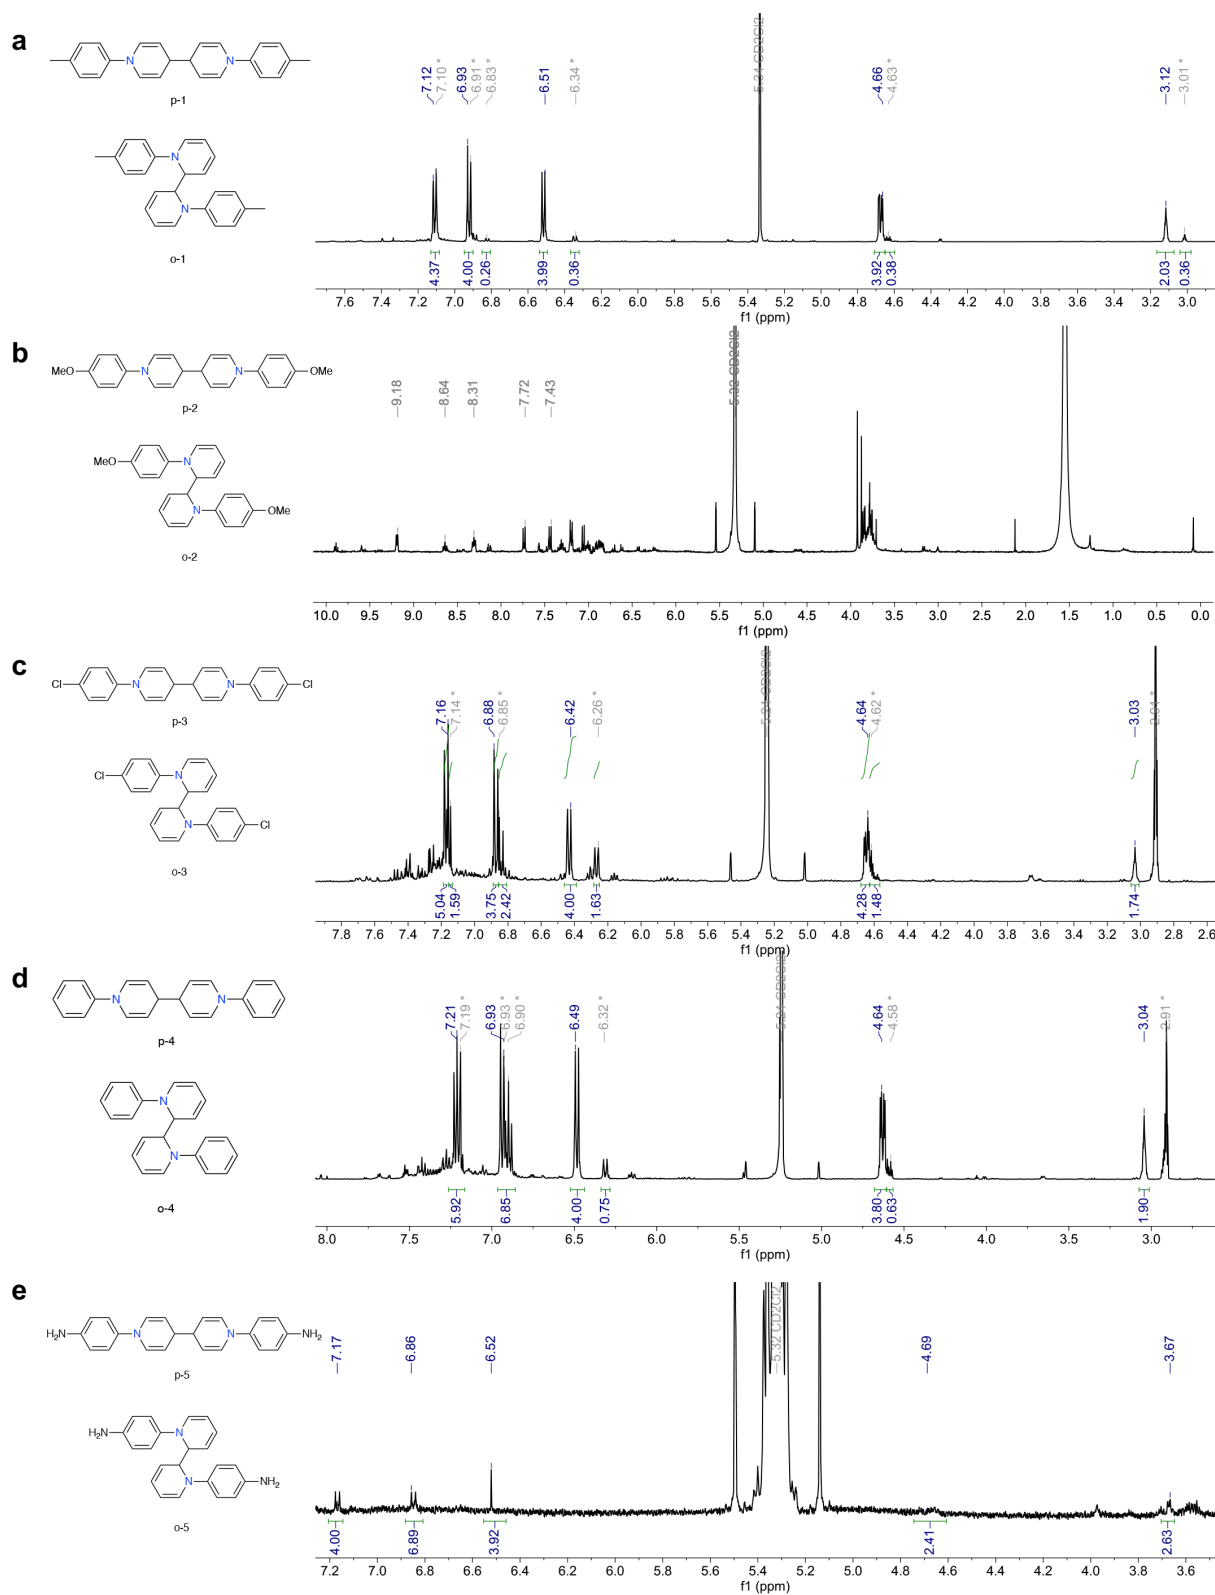 a
N
N
p-1
N
N
o-1
7.12
7.10 *
6.93
6.91 *
6.83 *
6.51
6.34 *
5.34 CD2Cl2
4.66
4.63 *
3.12
3.01 *
4.37
4.00
0.26
3.99
0.36
3.92
0.38
2.03
0.36
7.6 7.4 7.2 7.0 6.8 6.6 6.4 6.2 6.0 5.8 5.6 5.4 5.2 5.0 4.8 4.6 4.4 4.2 4.0 3.8 3.6 3.4 3.2 3.0
f1 (ppm)
b
MeO
N
N
OMe
p-2
MeO
N
N
OMe
o-2
9.18
8.64
8.31
7.72
7.43
5.32 CD2Cl2
10.0 9.5 9.0 8.5 8.0 7.5 7.0 6.5 6.0 5.5 5.0 4.5 4.0 3.5 3.0 2.5 2.0 1.5 1.0 0.5 0.0
f1 (ppm)
c
Cl
N
N
Cl
p-3
Cl
N
N
Cl
o-3
7.16
7.14 *
6.88
6.85 *
6.42
6.26 *
5.24 CD2Cl2
4.64
4.62 *
3.03
2.91 *
5.04
1.59
3.75
2.42
4.00
1.63
4.28
1.48
1.74
7.8 7.6 7.4 7.2 7.0 6.8 6.6 6.4 6.2 6.0 5.8 5.6 5.4 5.2 5.0 4.8 4.6 4.4 4.2 4.0 3.8 3.6 3.4 3.2 3.0 2.8 2.6
f1 (ppm)
d
N
N
p-4
N
N
o-4
7.21
7.19 *
6.93
6.93 *
6.90 *
6.49
6.32 *
5.24 CD2Cl2
4.64
4.58 *
3.04
2.91 *
5.92
6.85
4.00
0.75
3.80
0.63
1.90
8.0 7.5 7.0 6.5 6.0 5.5 5.0 4.5 4.0 3.5 3.0
f1 (ppm)
e
H2N
N
N
NH2
p-5
H2N
N
N
NH2
o-5
7.17
6.86
6.52
5.32 CD2Cl2
4.69
3.67
4.00
6.89
3.92
2.41
2.63
7.2 7.0 6.8 6.6 6.4 6.2 6.0 5.8 5.6 5.4 5.2 5.0 4.8 4.6 4.4 4.2 4.0 3.8 3.6
f1 (ppm)